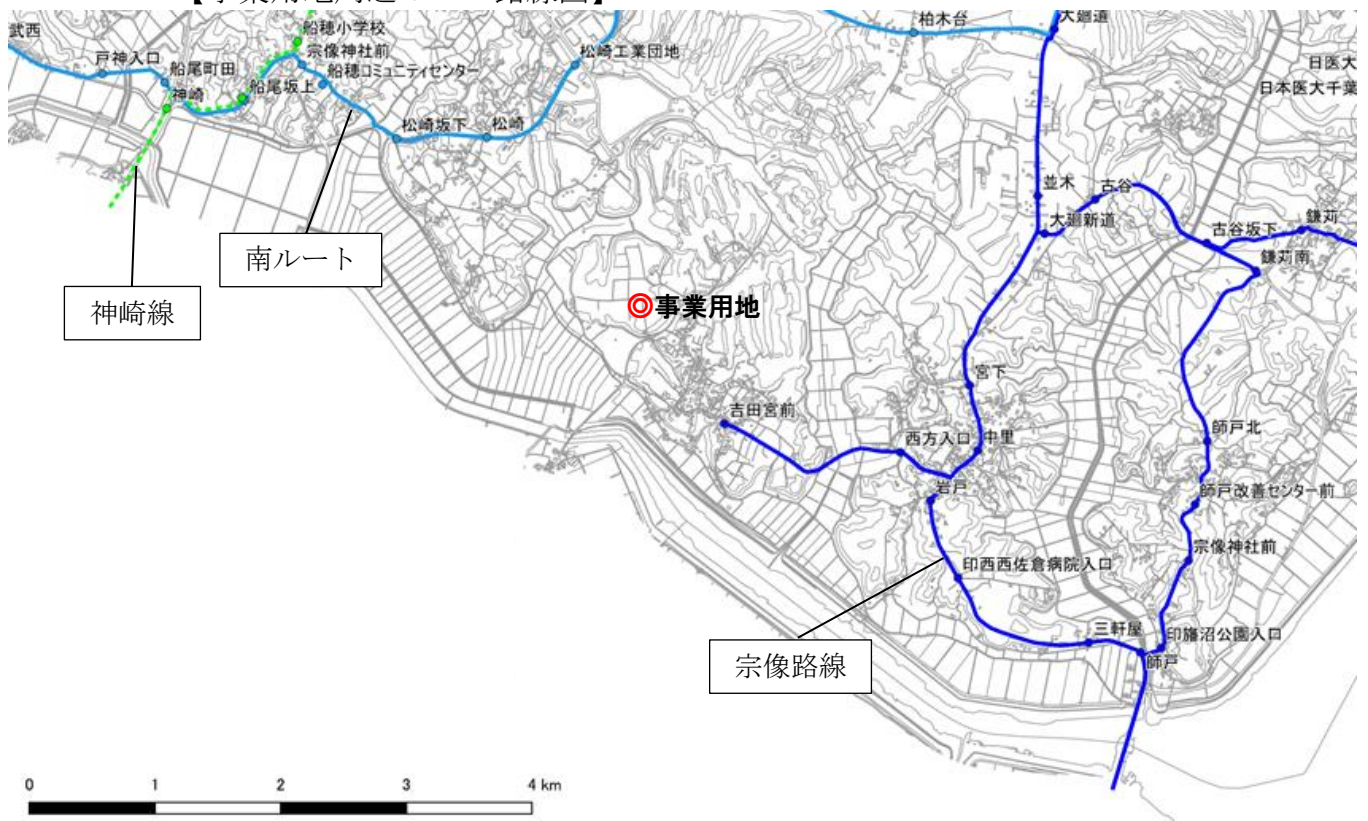 武西
戸神入口
船尾町田
神崎
船穂小学校
宗像神社前
船穂コミュニティセンター
船尾坂上
松崎工業団地
松崎坂下
松崎
柏木台
大廻道
日医大
日本医大千葉
並木
古谷
大廻新道
古谷坂下
鎌苅
鎌苅南
南ルート
神崎線
◎事業用地
宮下
吉田宮前
西方入口
中里
岩戸
師戸北
師戸改善センター前
宗像神社前
印西西佐倉病院入口
三軒屋
印旛沼公園入口
師戸
宗像路線
0 1 2 3 4 km